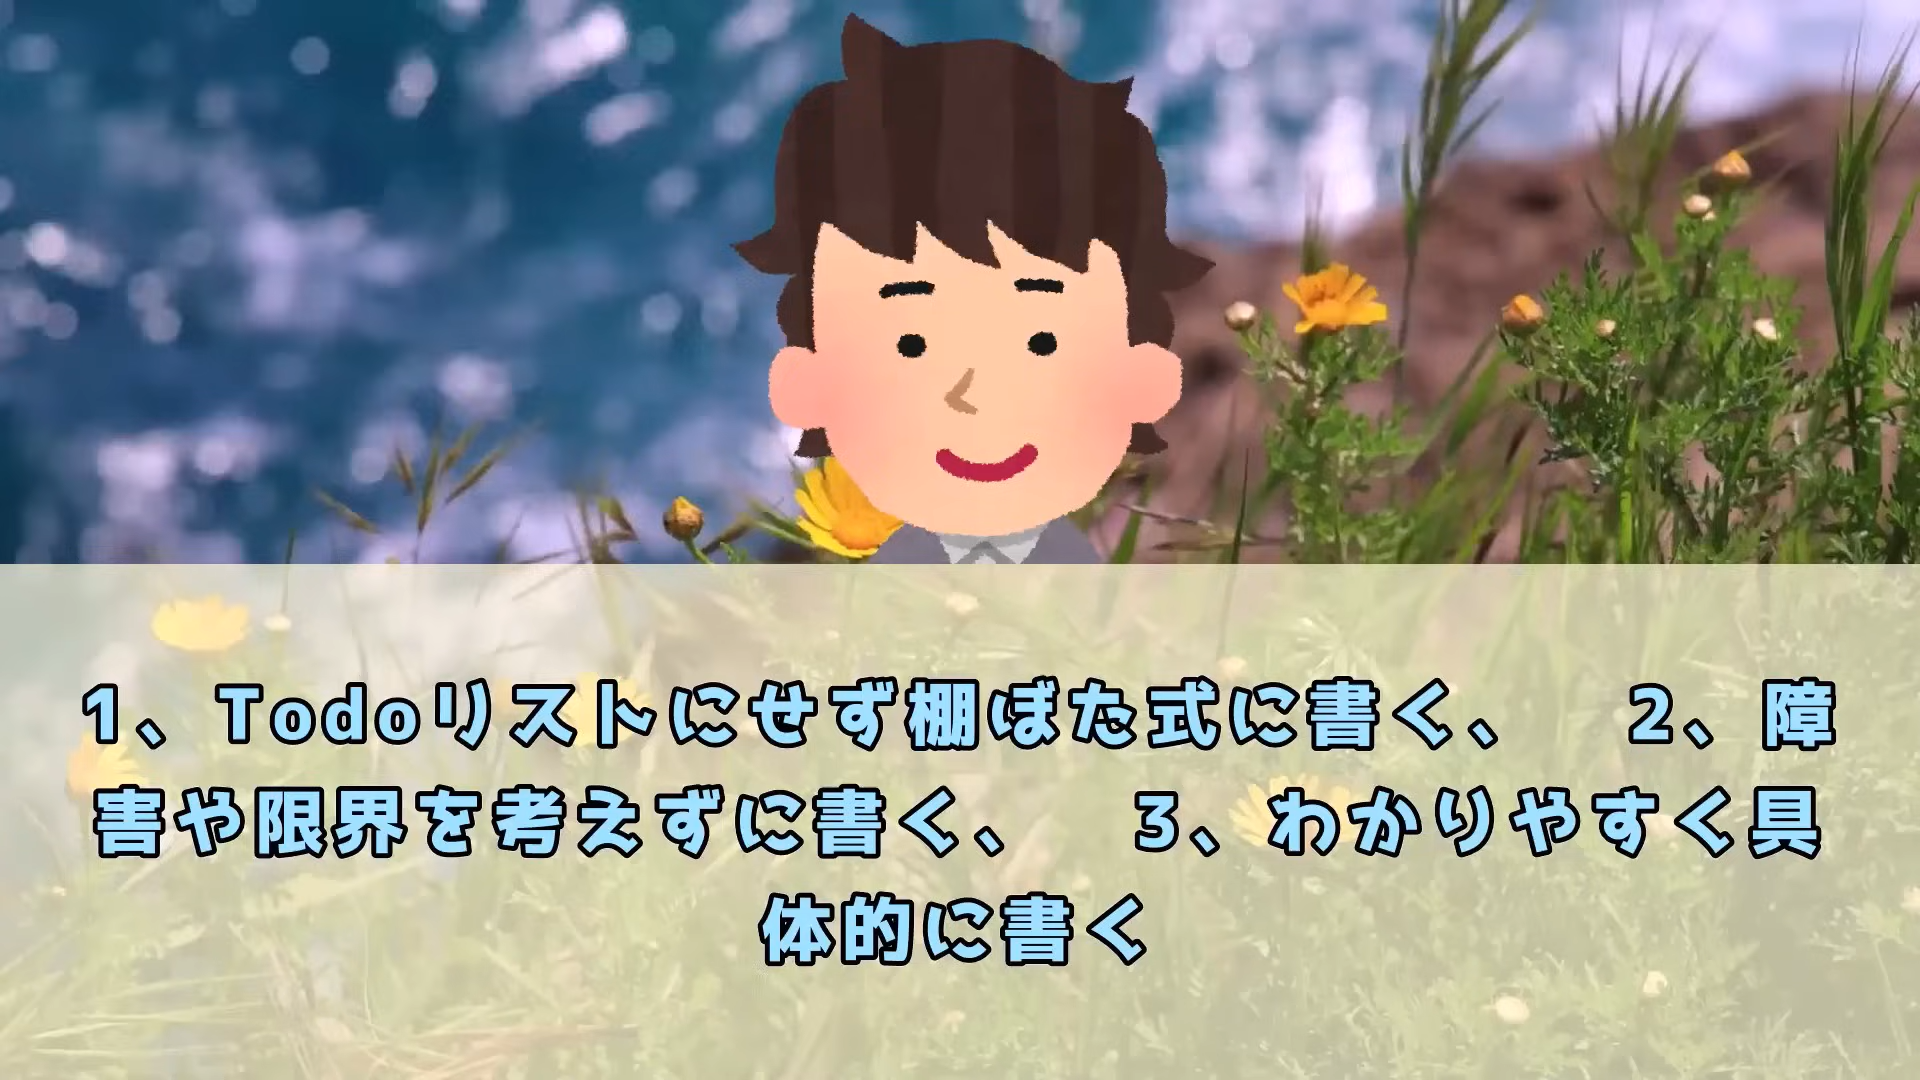 1、Todoリストにせず棚ぼた式に書く、　2、障
害や限界を考えずに書く、　3、わかりやすく具
体的に書く